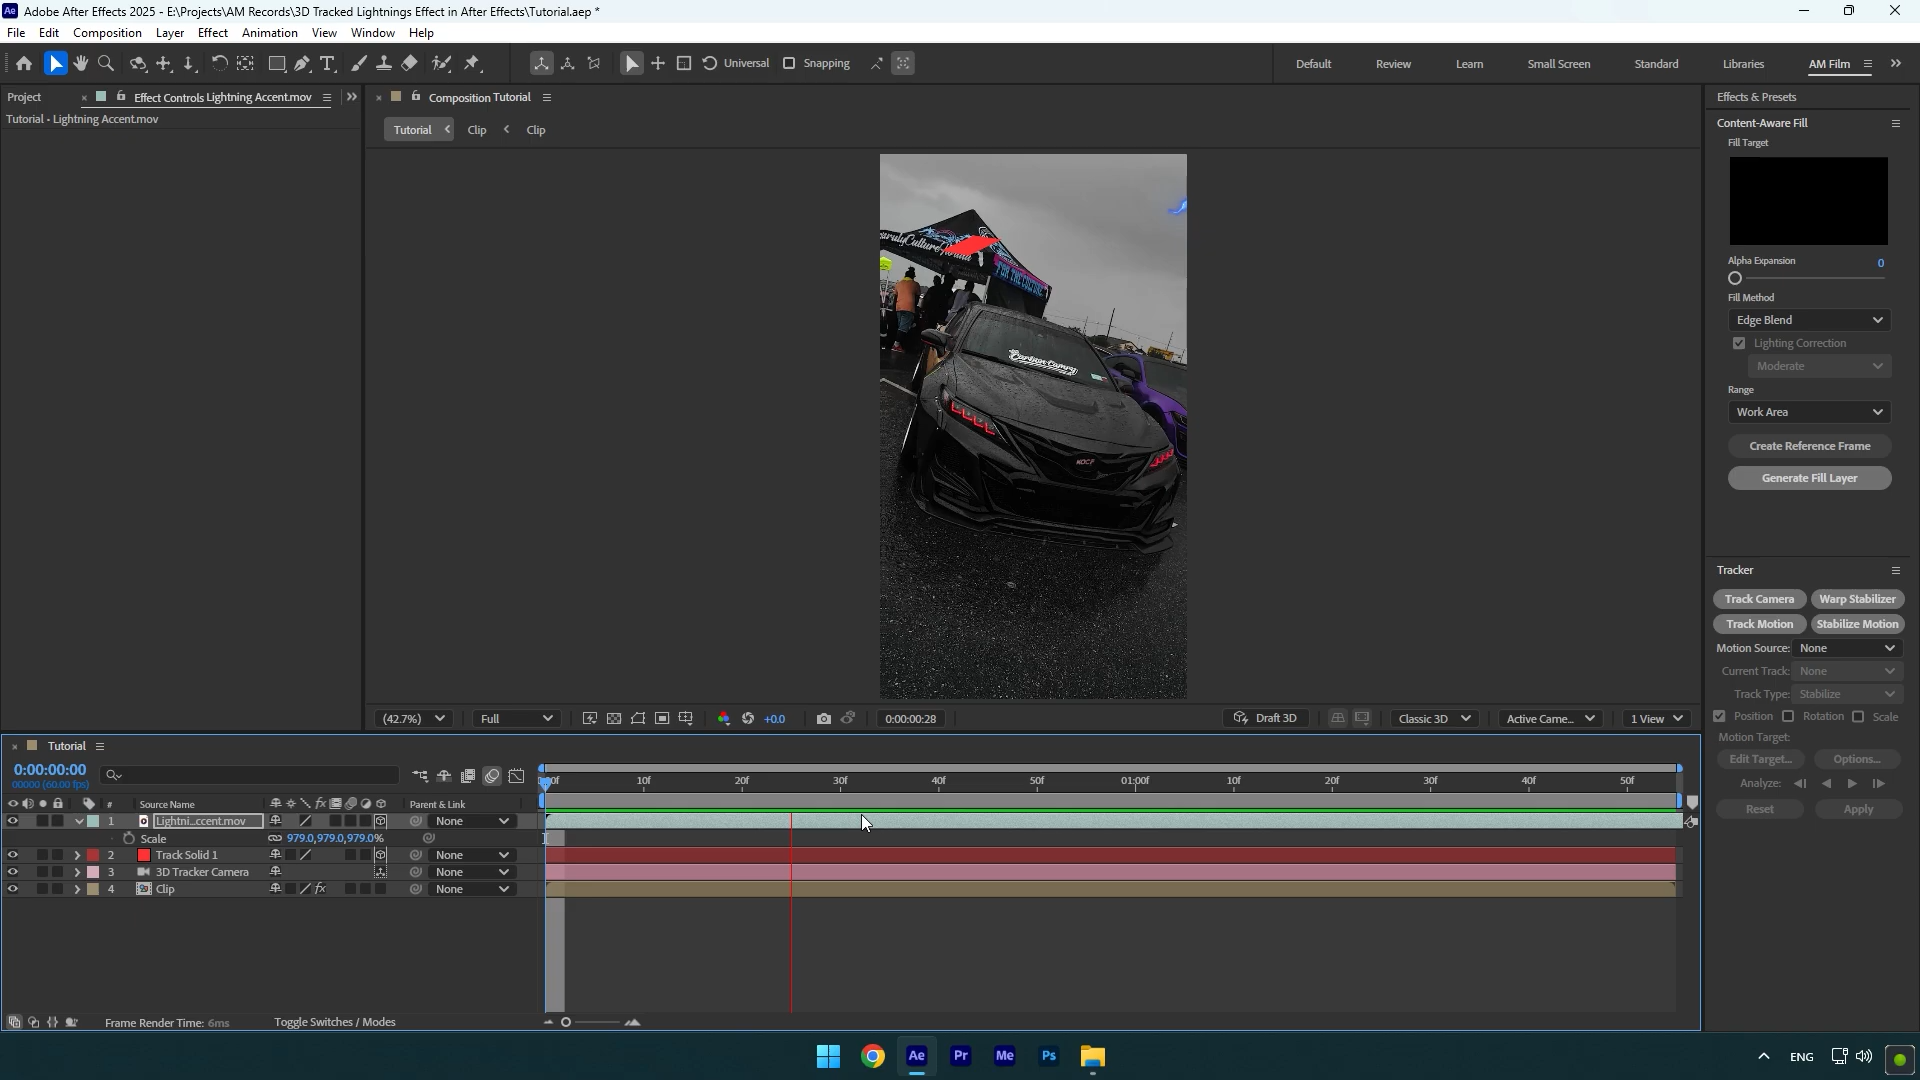 Adobe After Effects 2025 - E:\Projects\AM Records\3D Tracked Lightnings Effect in After Effects\Tutorial.aep *
File Edit Composition Layer Effect Animation View Window Help
Universal Snapping Default Review Learn Small Screen Standard Libraries AM Film
Project Effect Controls Lightning Accent.mov
Tutorial • Lightning Accent.mov
Composition Tutorial
Tutorial Clip Clip
FOR THE CULTURE
Carbon Camry
(42.7%) Full +0.0 0:00:00:28 Draft 3D Classic 3D Active Came... 1 View
Effects & Presets
Content-Aware Fill
Fill Target
Alpha Expansion 0
Fill Method
Edge Blend
Lighting Correction
Moderate
Range
Work Area
Create Reference Frame
Generate Fill Layer
Tracker
Track Camera Warp Stabilizer
Track Motion Stabilize Motion
Motion Source: None
Current Track: None
Track Type: Stabilize
Position Rotation Scale
Motion Target:
Edit Target... Options...
Analyze:
Reset Apply
Tutorial
0:00:00:00
00000 (60.00 fps)
10f 20f 30f 40f 50f 01:00f 10f 20f 30f 40f 50f
# Source Name Parent & Link
1 Lightni...ccent.mov None
Scale 979.0,979.0,979.0%
2 Track Solid 1 None
3 3D Tracker Camera None
4 Clip None
Frame Render Time: 6ms Toggle Switches / Modes
Ae Pr Me Ps ENG